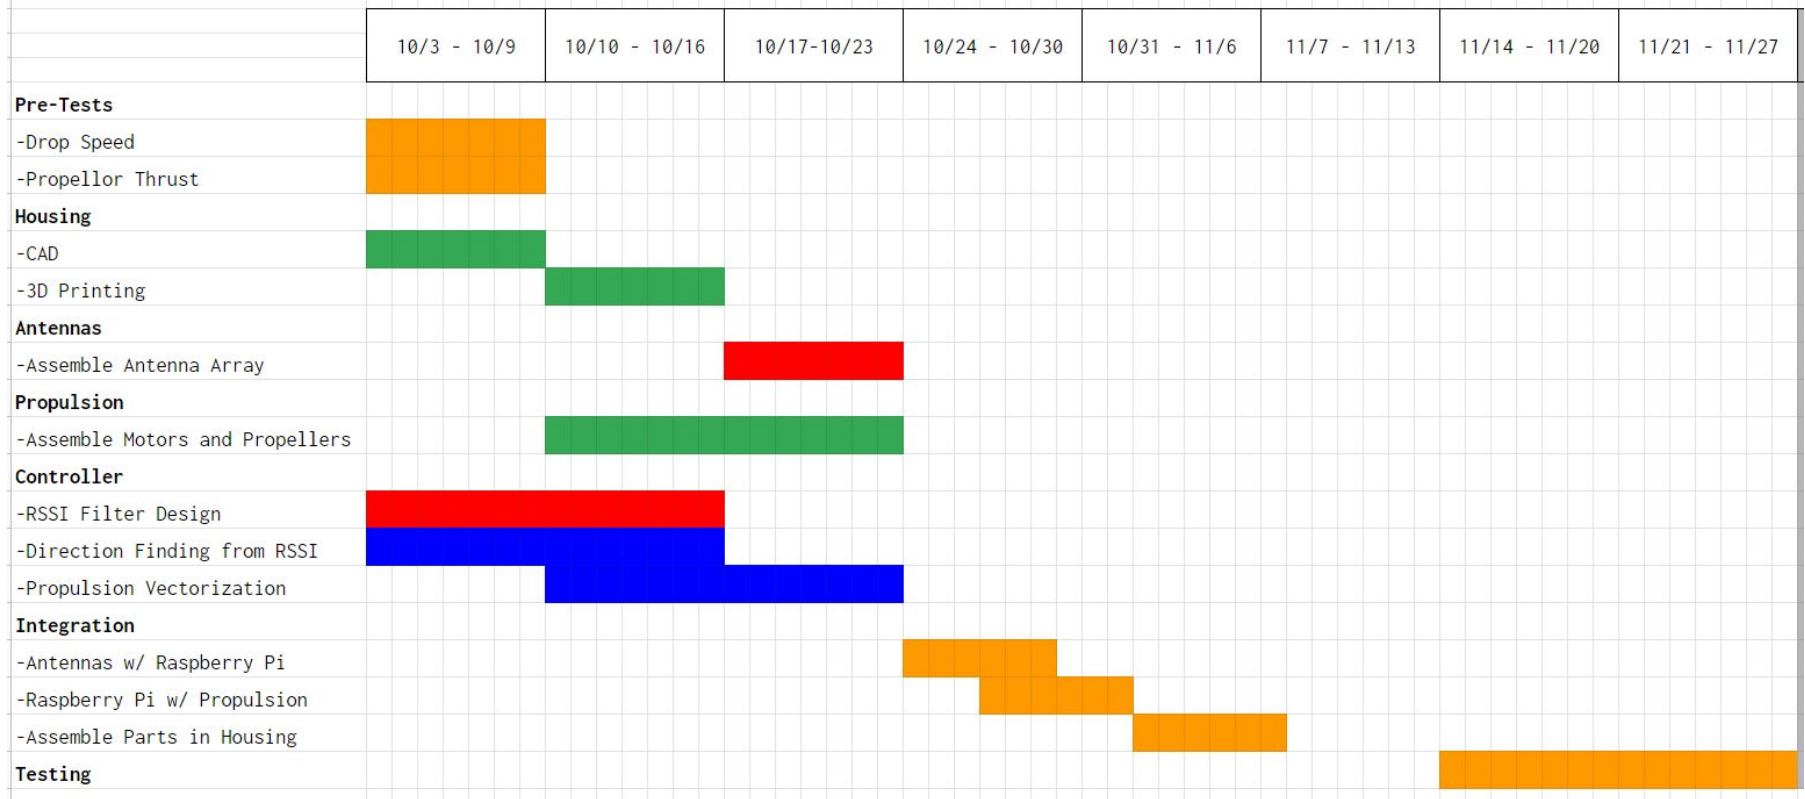 10/3 - 10/9 10/10 - 10/16 10/17-10/23 10/24 - 10/30 10/31 - 11/6 11/7 - 11/13 11/14 - 11/20 11/21 - 11/27
Pre-Tests
-Drop Speed
-Propellor Thrust
Housing
-CAD
-3D Printing
Antennas
-Assemble Antenna Array
Propulsion
-Assemble Motors and Propellers
Controller
-RSSI Filter Design
-Direction Finding from RSSI
-Propulsion Vectorization
Integration
-Antennas w/ Raspberry Pi
-Raspberry Pi w/ Propulsion
-Assemble Parts in Housing
Testing